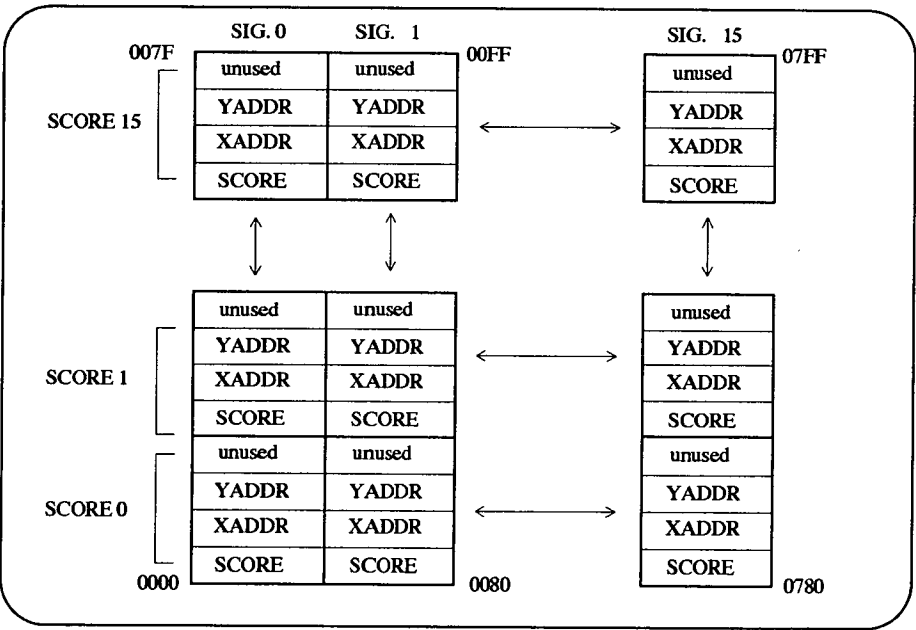 SIG. 0 SIG. 1 SIG. 15
007F 00FF 07FF
unused unused unused
YADDR YADDR YADDR
SCORE 15
XADDR XADDR XADDR
SCORE SCORE SCORE
unused unused unused
YADDR YADDR YADDR
SCORE 1
XADDR XADDR XADDR
SCORE SCORE SCORE
unused unused unused
YADDR YADDR YADDR
SCORE 0
XADDR XADDR XADDR
SCORE SCORE SCORE
0000 0080 0780